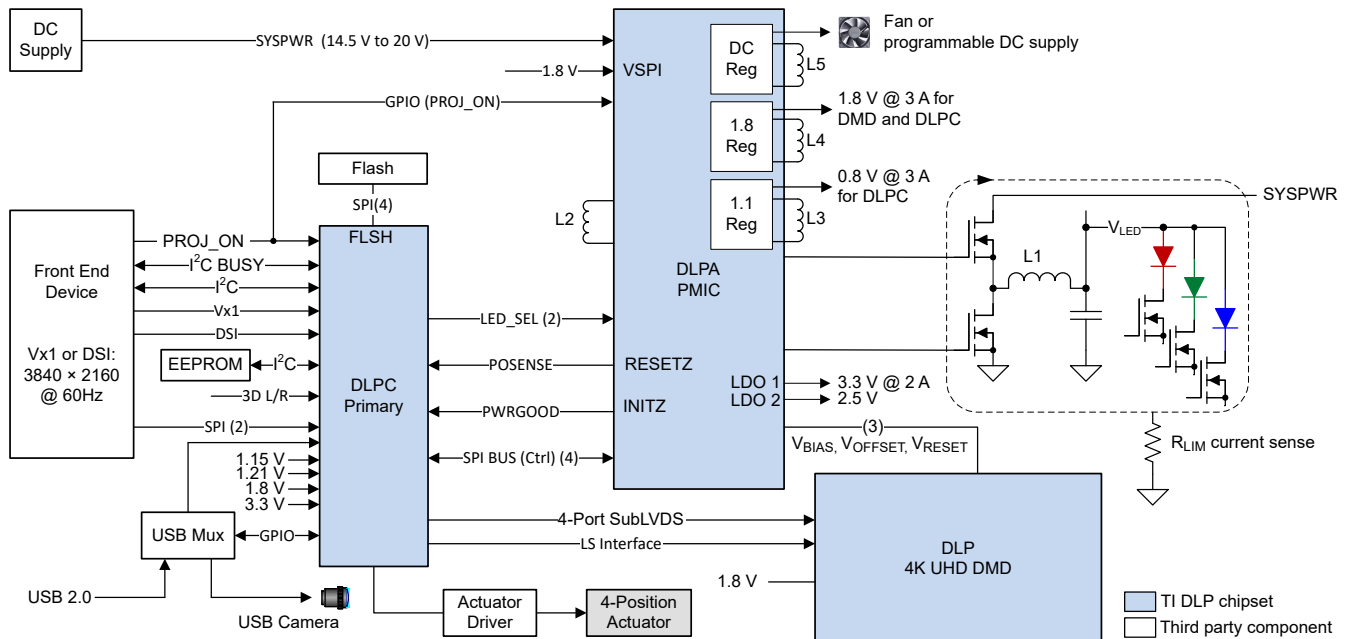 DC
Supply
SYSPWR (14.5 V to 20 V)
1.8 V
VSPI
GPIO (PROJ_ON)
DC
Reg
L5
Fan or
programmable DC supply
1.8
Reg
L4
1.8 V @ 3 A for
DMD and DLPC
1.1
Reg
L3
0.8 V @ 3 A
for DLPC
L2
DLPA
PMIC
Flash
SPI(4)
FLSH
Front End
Device
Vx1 or DSI:
3840 × 2160
@ 60Hz
PROJ_ON
I²C BUSY
I²C
Vx1
DSI
EEPROM
I²C
3D L/R
SPI (2)
1.15 V
1.21 V
1.8 V
3.3 V
DLPC
Primary
LED_SEL (2)
POSENSE
RESETZ
PWRGOOD
INITZ
SPI BUS (Ctrl) (4)
LDO 1
3.3 V @ 2 A
LDO 2
2.5 V
(3)
V_BIAS, V_OFFSET, V_RESET
SYSPWR
L1
V_LED
R_LIM current sense
USB Mux
GPIO
USB 2.0
USB Camera
4-Port SubLVDS
LS Interface
1.8 V
DLP
4K UHD DMD
Actuator
Driver
4-Position
Actuator
TI DLP chipset
Third party component